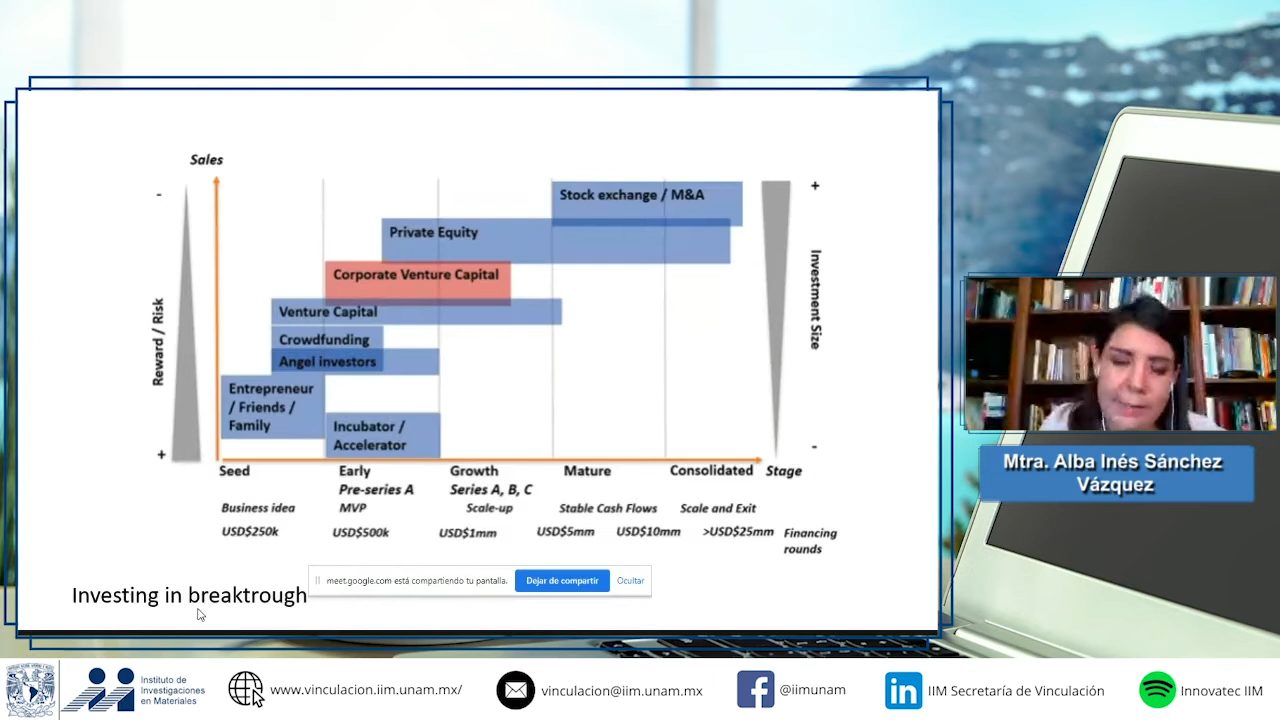 Sales
-
+
Reward / Risk
Stock exchange / M&A
Private Equity
Corporate Venture Capital
Venture Capital
Crowdfunding
Angel investors
Entrepreneur
/ Friends /
Family
Incubator /
Accelerator
+
Investment Size
-
Seed
Early
Growth
Mature
Consolidated
Stage
Pre-series A
Series A, B, C
Business idea
MVP
Scale-up
Stable Cash Flows
Scale and Exit
USD$250k
USD$500k
USD$1mm
USD$5mm
USD$10mm
>USD$25mm
Financing
rounds
meet.google.com está compartiendo tu pantalla.
Dejar de compartir
Ocultar
Investing in breaktrough
Mtra. Alba Inés Sánchez
Vázquez
Instituto de
Investigaciones
en Materiales
www.vinculacion.iim.unam.mx/
vinculacion@iim.unam.mx
@iimunam
IIM Secretaría de Vinculación
Innovatec IIM